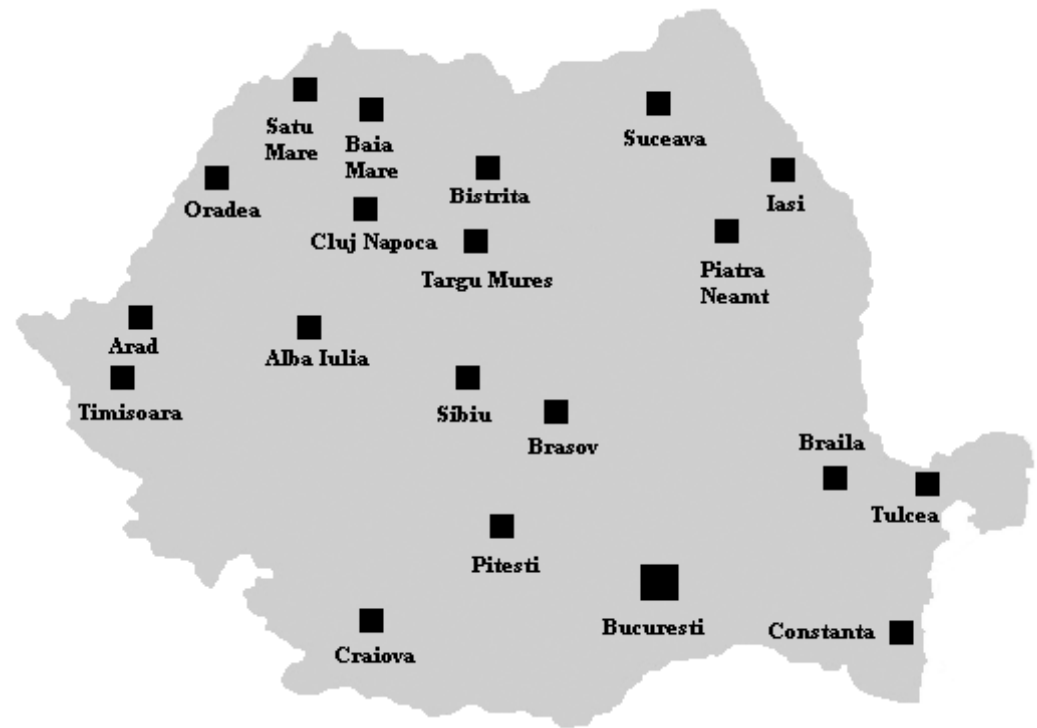 Satu
Mare
Baia
Mare
Suceava
Bistrita
Iasi
Oradea
Cluj Napoca
Targu Mures
Piatra
Neamt
Arad
Alba Iulia
Timisoara
Sibiu
Brasov
Braila
Tulcea
Pitesti
Bucuresti
Constanta
Craiova